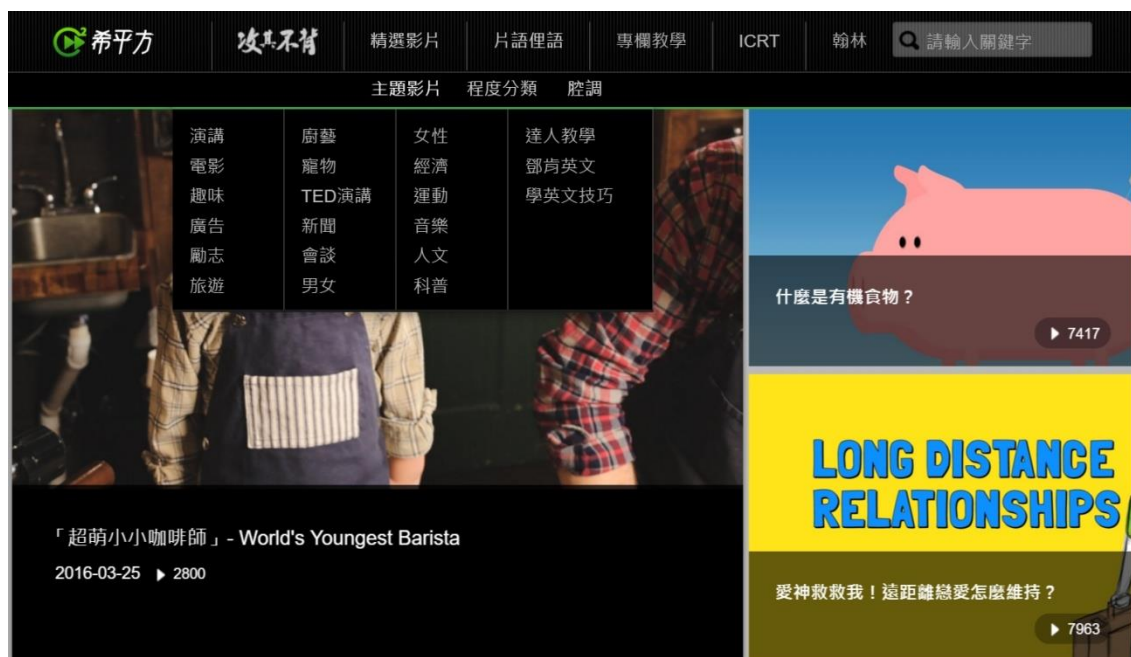 希平方
攻其不背
精選影片
片語俚語
專欄教學
ICRT
翰林
請輸入關鍵字
主題影片 程度分類 腔調
演講
電影
趣味
廣告
勵志
旅遊
廚藝
寵物
TED演講
新聞
會談
男女
女性
經濟
運動
音樂
人文
科普
達人教學
鄧肯英文
學英文技巧
「超萌小小咖啡師」- World's Youngest Barista
2016-03-25 2800
什麼是有機食物？
7417
LONG DISTANCE
RELATIONSHIPS
愛神救救我！遠距離戀愛怎麼維持？
7963